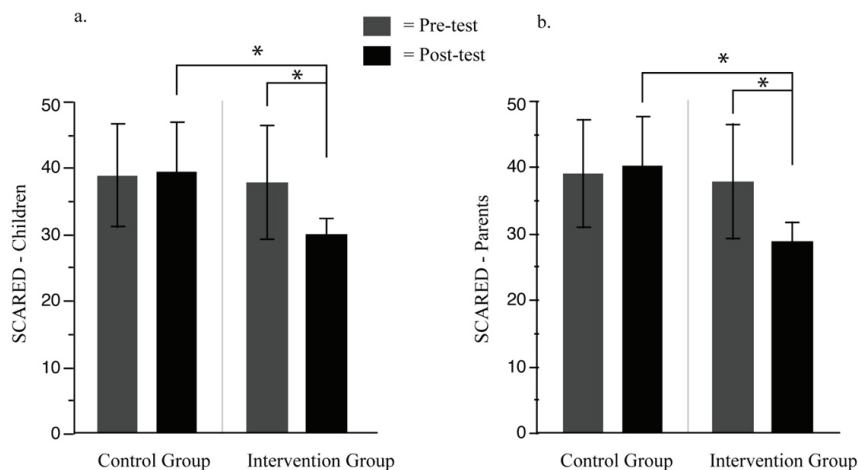 a.
= Pre-test
= Post-test
b.
*
*
*
*
SCARED - Children
50
40
30
20
10
0
Control Group
Intervention Group
SCARED - Parents
50
40
30
20
10
0
Control Group
Intervention Group